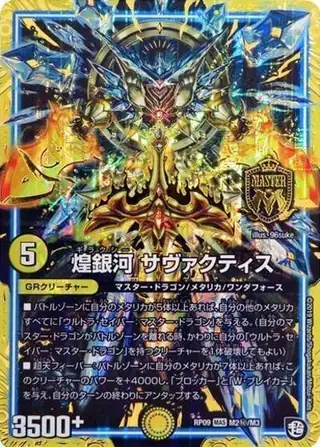 MASTER
illus. 96suke
5
ギラクシー
煌銀河 サヴァクティス
GRクリーチャー
マスター・ドラゴン/メタリカ/ワンダフォース
■バトルゾーンに自分のメタリカが5体以上あれば、自分の他のメタリカ
すべてに「ウルトラ・セイバー:マスター・ドラゴン」を与える。(自分のマス
ター・ドラゴンがバトルゾーンを離れる時、かわりに自分の「ウルトラ・セ
イバー:マスター・ドラゴン」を持つクリーチャーを1体破壊してもよい)
■超天フィーバー:バトルゾーンに自分のメタリカが7体以上あれば、こ
のクリーチャーのパワーを+4000し、「ブロッカー」と「W・ブレイカー」
を与え、自分のターンの終わりにアンタップする。
3500+
RP09 MAS M2秘/M3
超